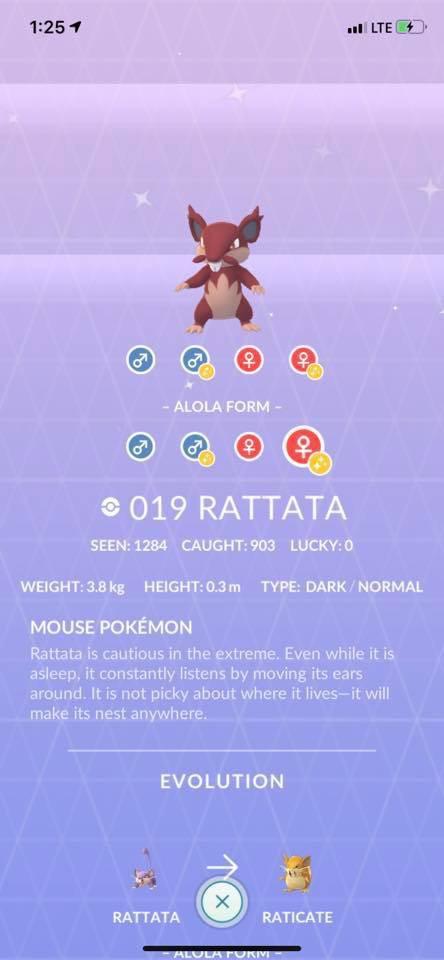 1:25
LTE
– ALOLA FORM –
019 RATTATA
SEEN: 1284 CAUGHT: 903 LUCKY: 0
WEIGHT: 3.8 kg HEIGHT: 0.3 m TYPE: DARK / NORMAL
MOUSE POKÉMON
Rattata is cautious in the extreme. Even while it is
asleep, it constantly listens by moving its ears
around. It is not picky about where it lives—it will
make its nest anywhere.
EVOLUTION
RATTATA RATICATE
– ALOLA FORM –